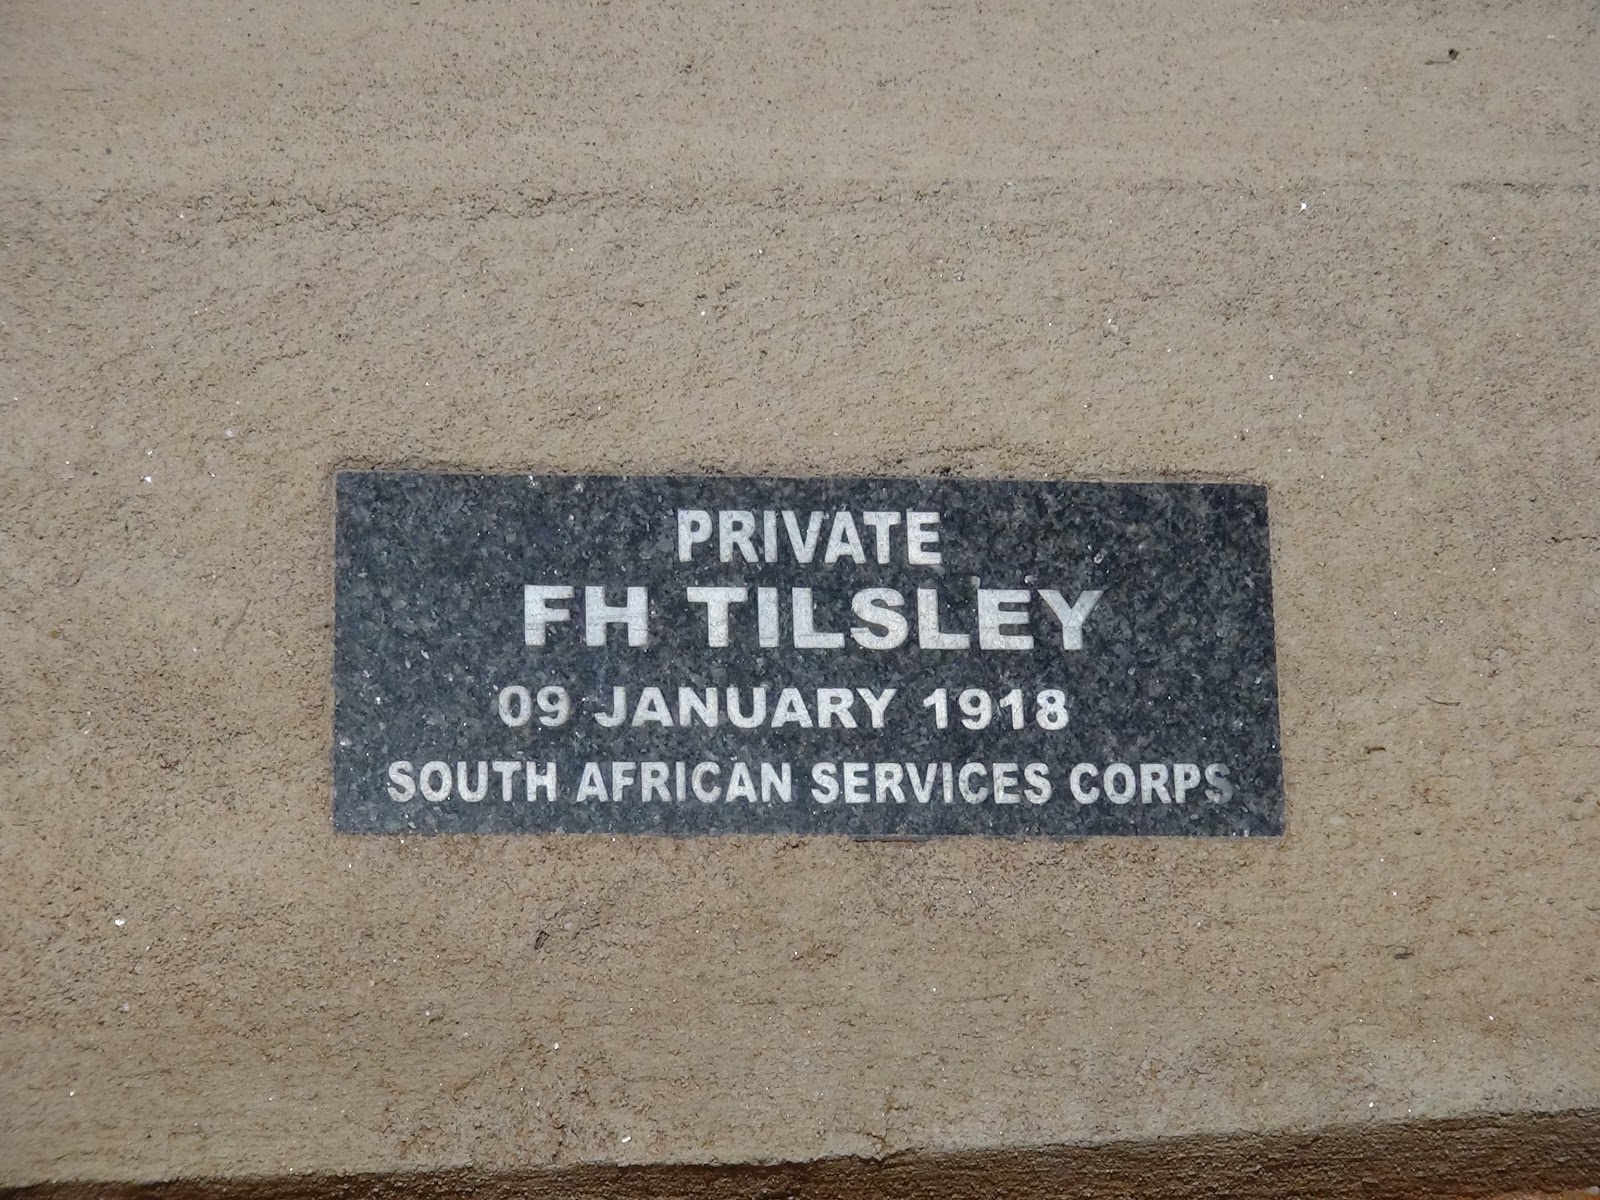 PRIVATE
FH TILSLEY
09 JANUARY 1918
SOUTH AFRICAN SERVICES CORPS